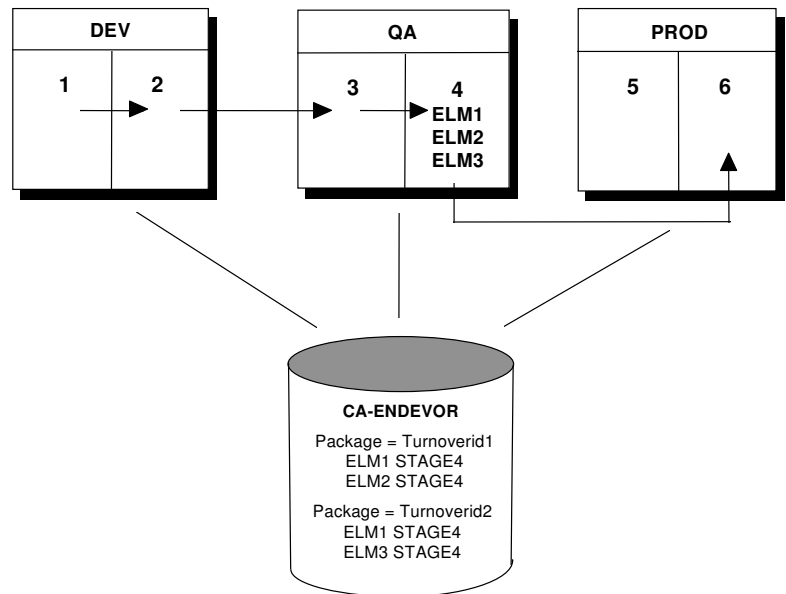 DEV
1 2
QA
3 4
ELM1
ELM2
ELM3
PROD
5 6
CA-ENDEVOR
Package = Turnoverid1
ELM1 STAGE4
ELM2 STAGE4
Package = Turnoverid2
ELM1 STAGE4
ELM3 STAGE4